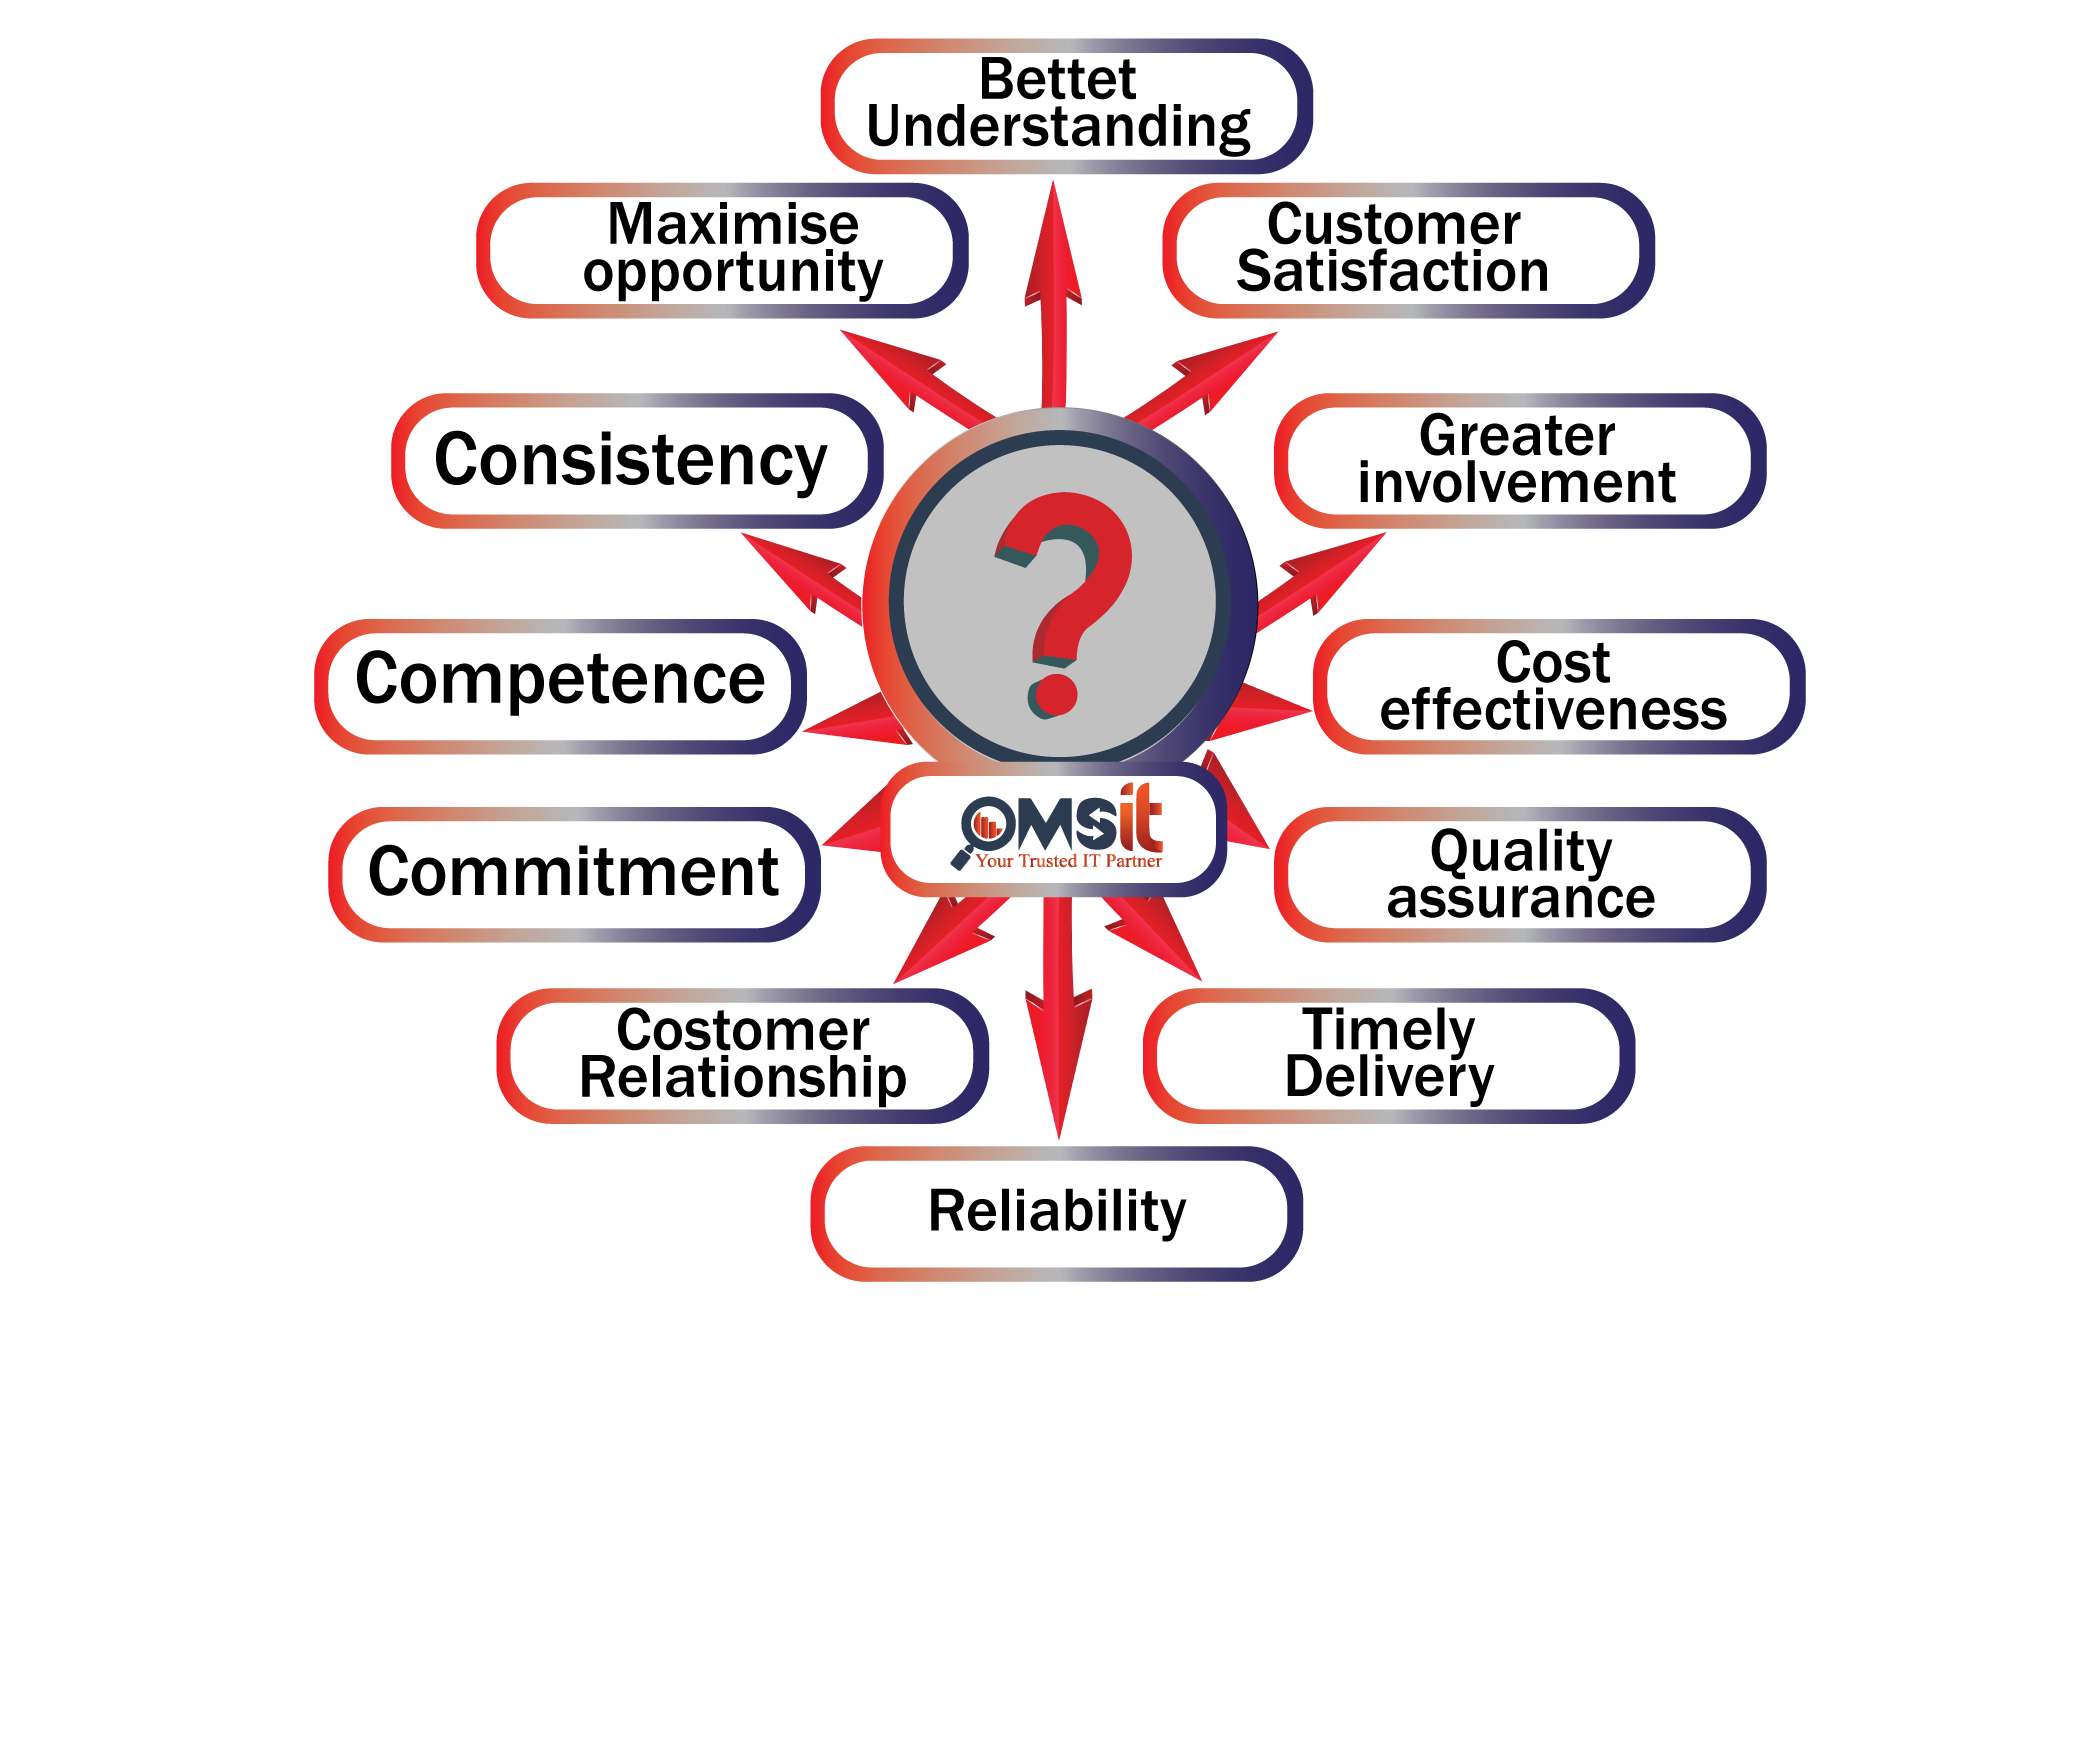 Bettet
Understanding
Maximise
opportunity
Customer
Satisfaction
Consistency
Greater
involvement
Competence
Cost
effectiveness
OMSit
Your Trusted IT Partner
Commitment
Quality
assurance
Costomer
Relationship
Timely
Delivery
Reliability
?